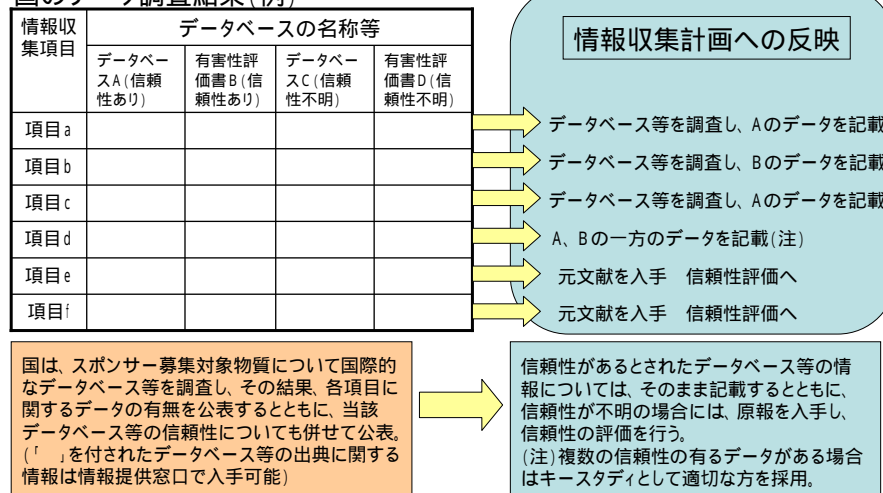 国のデータ調査結果(例)
情報収
集項目
データベースの名称等
データベー
スA(信頼
性あり)
有害性評
価書B(信
頼性あり)
データベー
スC(信頼
性不明)
有害性評
価書D(信
頼性不明)
項目a
項目b
項目c
項目d
項目e
項目f
情報収集計画への反映
データベース等を調査し、Aのデータを記載
データベース等を調査し、Bのデータを記載
データベース等を調査し、Aのデータを記載
A、Bの一方のデータを記載(注)
元文献を入手　信頼性評価へ
元文献を入手　信頼性評価へ
国は、スポンサー募集対象物質について国際的
なデータベース等を調査し、その結果、各項目に
関するデータの有無を公表するとともに、当該
データベース等の信頼性についても併せて公表。
(「　」を付されたデータベース等の出典に関する
情報は情報提供窓口で入手可能)
信頼性があるとされたデータベース等の情
報については、そのまま記載するとともに、
信頼性が不明の場合には、原報を入手し、
信頼性の評価を行う。
(注)複数の信頼性の有るデータがある場合
はキースタディとして適切な方を採用。